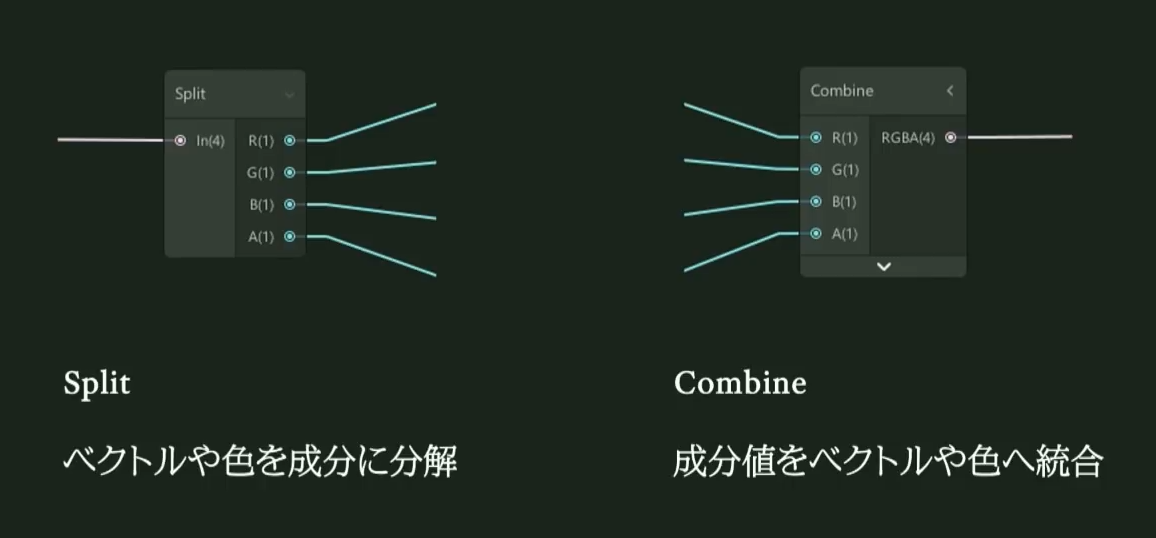 Split
In(4) R(1)
G(1)
B(1)
A(1)
Combine
R(1) RGBA(4)
G(1)
B(1)
A(1)
Split
ベクトルや色を成分に分解
Combine
成分値をベクトルや色へ統合